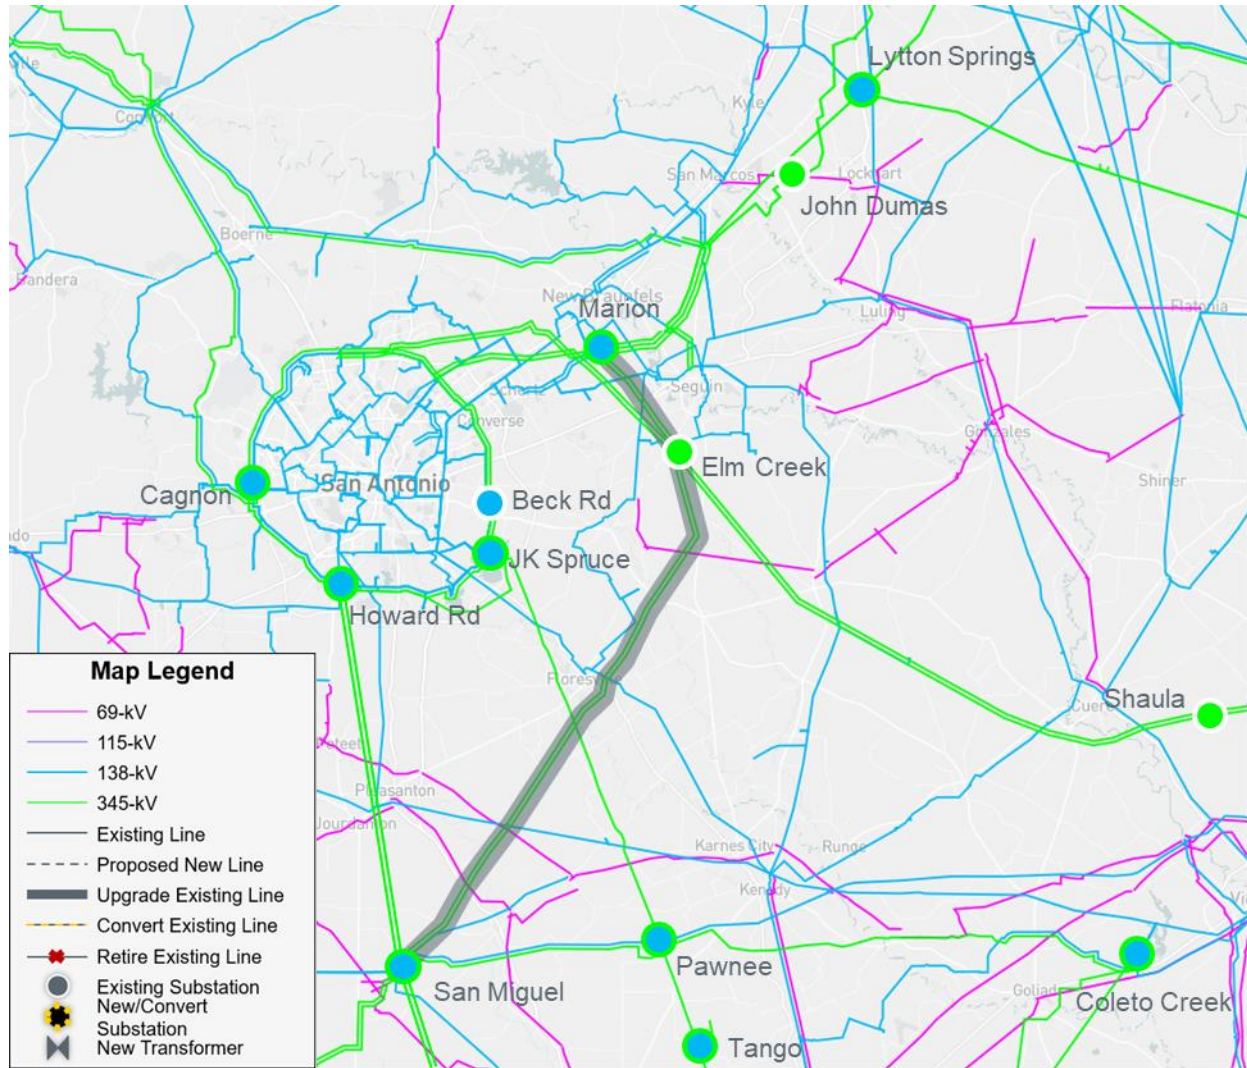 Lytton Springs
Kyle
Comfort
San Marcos
Lockhart
John Dumas
Boerne
Bandera
New Braunfels
Marion
Luling
Flatonia
Schertz
Seguin
Converse
Gonzales
Elm Creek
San Antonio
Cagnon
Shiner
Beck Rd
JK Spruce
Howard Rd
Floresville
Cuero
Shaula
Map Legend
69-kV
115-kV
138-kV
345-kV
Existing Line
Proposed New Line
Upgrade Existing Line
Convert Existing Line
Retire Existing Line
Existing Substation
New/Convert
Substation
New Transformer
Poteet
Pleasanton
Jourdanton
Karnes City
Runge
Kenedy
Pawnee
San Miguel
Goliad
Coleto Creek
Tango